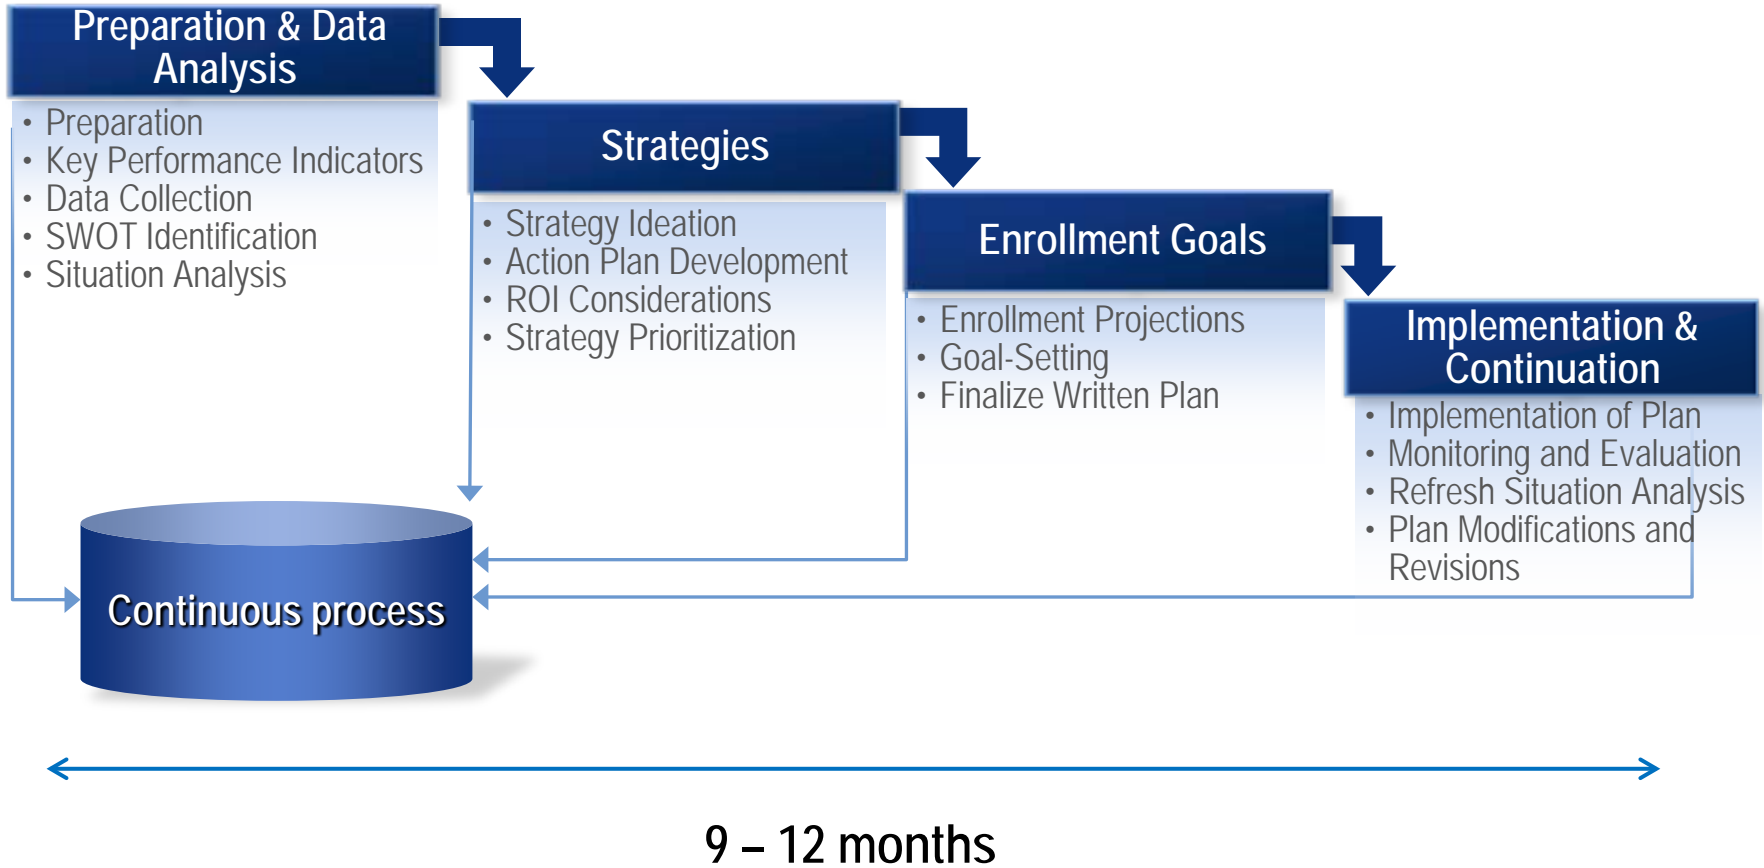 Preparation & Data
Analysis
• Preparation
• Key Performance Indicators
• Data Collection
• SWOT Identification
• Situation Analysis
Strategies
• Strategy Ideation
• Action Plan Development
• ROI Considerations
• Strategy Prioritization
Enrollment Goals
• Enrollment Projections
• Goal-Setting
• Finalize Written Plan
Implementation &
Continuation
• Implementation of Plan
• Monitoring and Evaluation
• Refresh Situation Analysis
• Plan Modifications and
Revisions
Continuous process
9 – 12 months